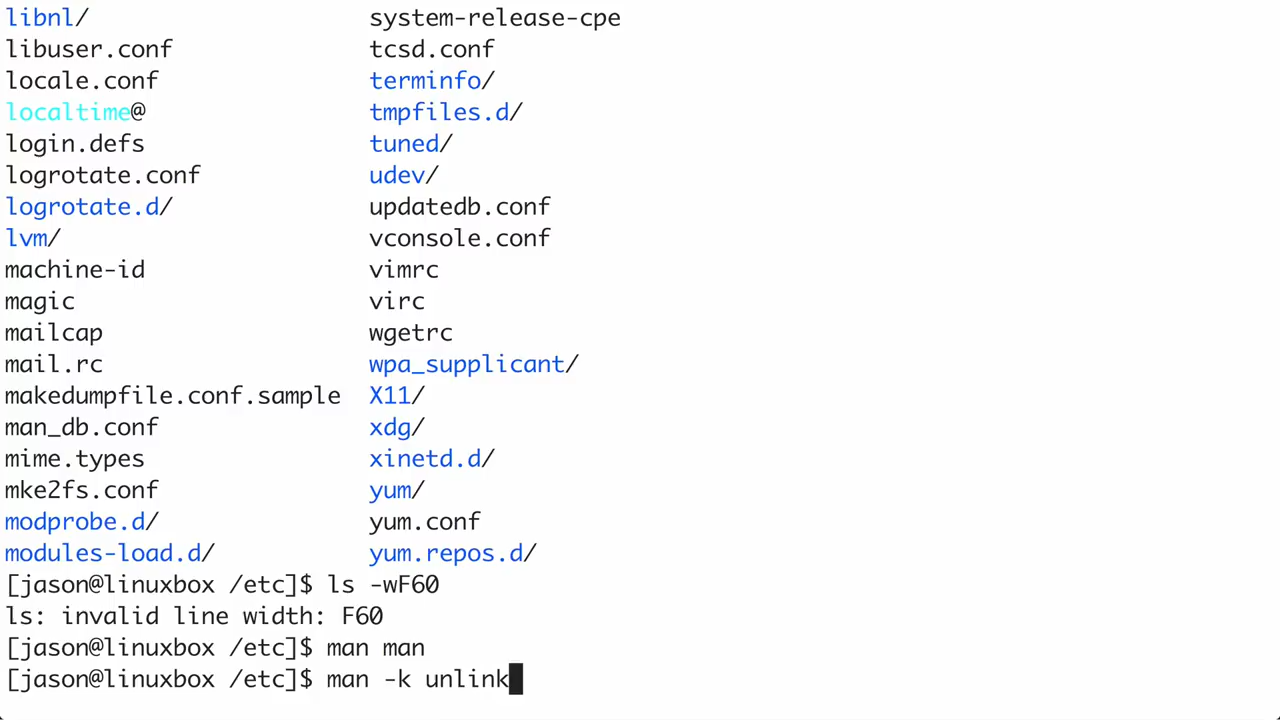 libnl/ system-release-cpe
libuser.conf tcsd.conf
locale.conf terminfo/
localtime@ tmpfiles.d/
login.defs tuned/
logrotate.conf udev/
logrotate.d/ updatedb.conf
lvm/ vconsole.conf
machine-id vimrc
magic virc
mailcap wgetrc
mail.rc wpa_supplicant/
makedumpfile.conf.sample X11/
man_db.conf xdg/
mime.types xinetd.d/
mke2fs.conf yum/
modprobe.d/ yum.conf
modules-load.d/ yum.repos.d/
[jason@linuxbox /etc]$ ls -wF60
ls: invalid line width: F60
[jason@linuxbox /etc]$ man man
[jason@linuxbox /etc]$ man -k unlink